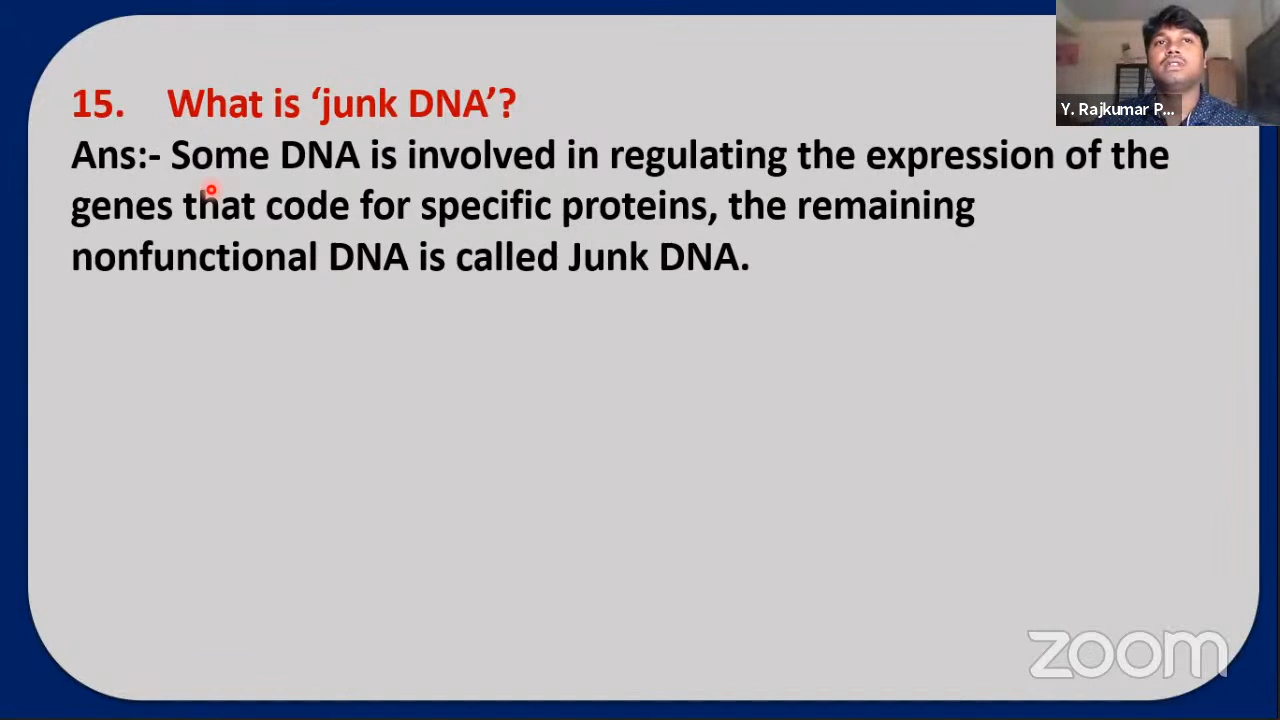 15. What is ‘junk DNA’?
Y. Rajkumar P...
Ans:- Some DNA is involved in regulating the expression of the
genes that code for specific proteins, the remaining
nonfunctional DNA is called Junk DNA.
zoom